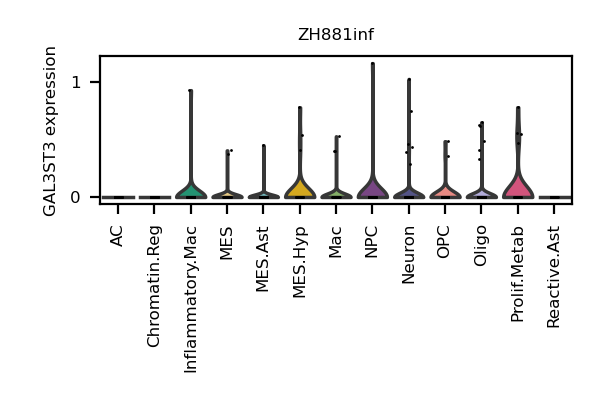 ZH881inf
GAL3ST3 expression
1
0
AC
Chromatin.Reg
Inflammatory.Mac
MES
MES.Ast
MES.Hyp
Mac
NPC
Neuron
OPC
Oligo
Prolif.Metab
Reactive.Ast